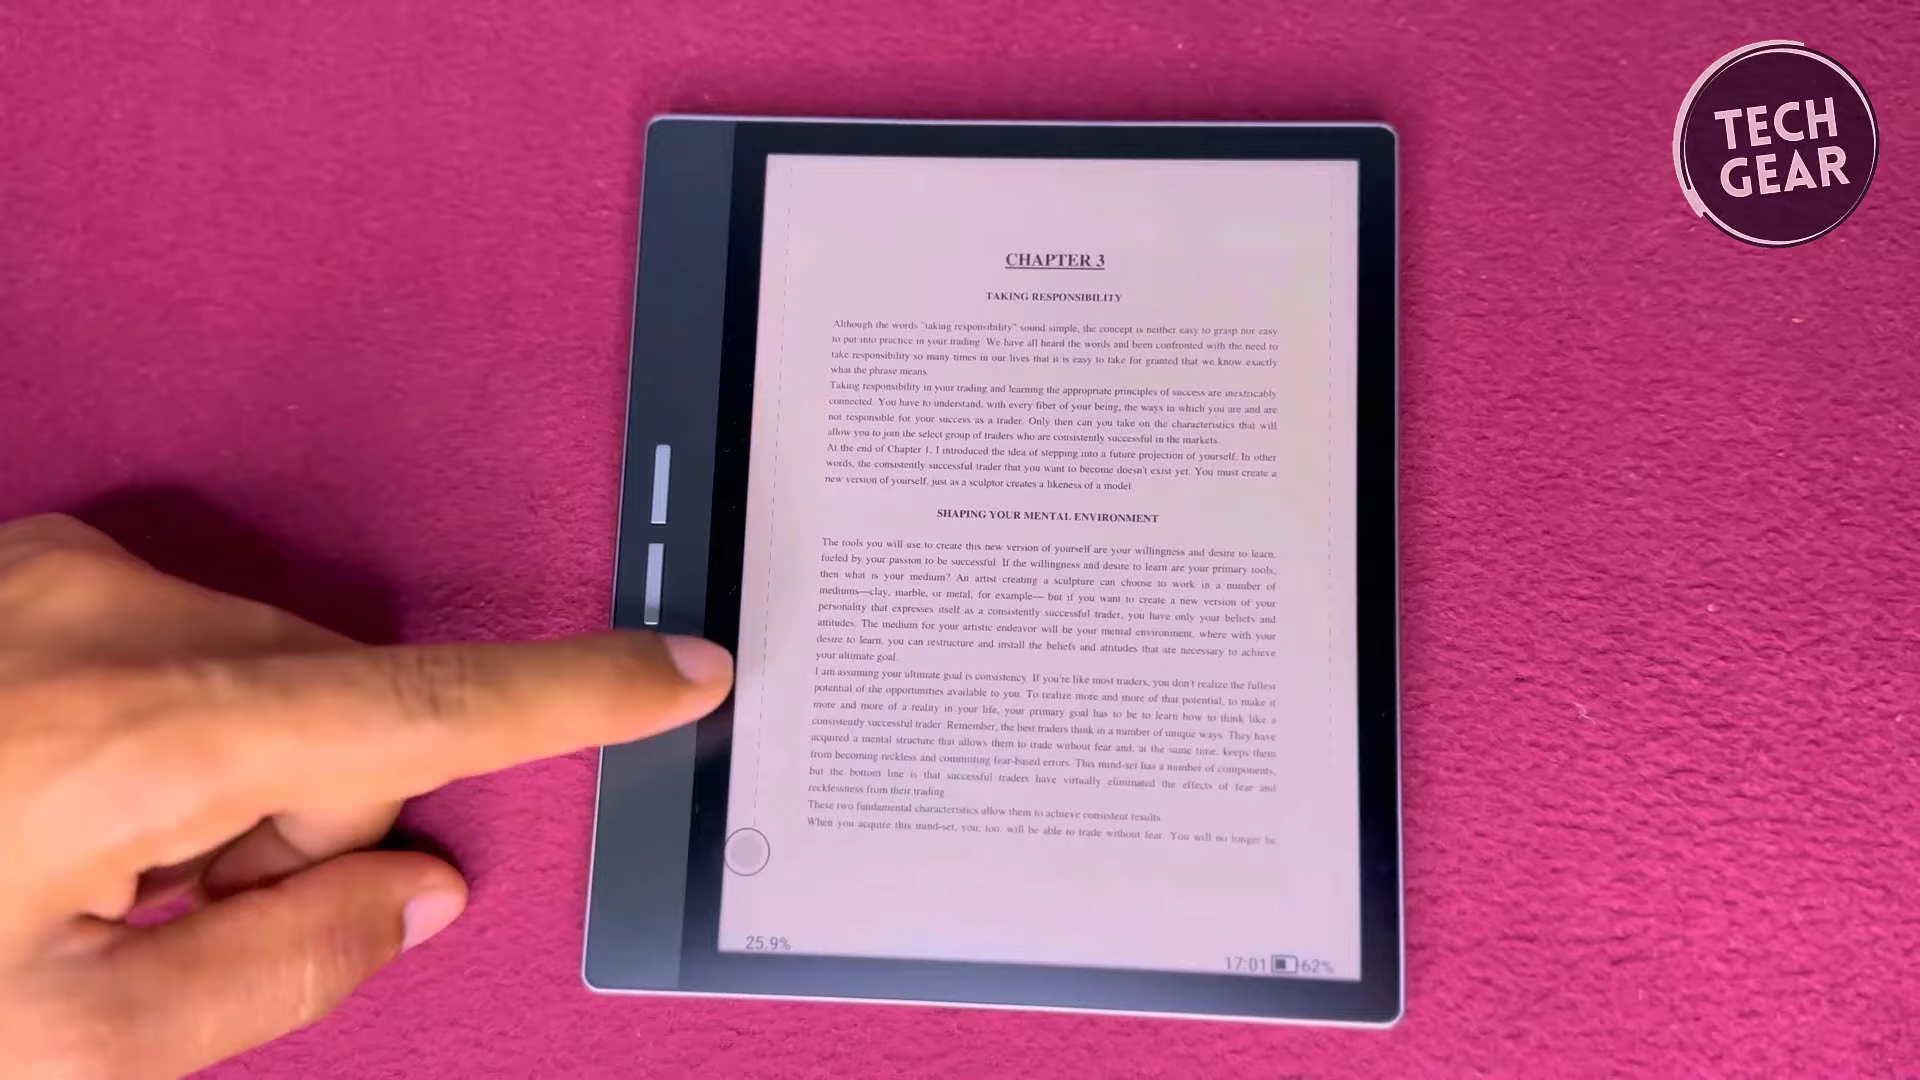 TECH
GEAR
CHAPTER 3
TAKING RESPONSIBILITY
Although the words "taking responsibility" sound simple, the concept is neither easy to grasp nor easy
to put into practice in your trading. We have all heard the words and been confronted with the need to
take responsibility so many times in our lives that it is easy to take for granted that we know exactly
what the phrase means.
Taking responsibility in your trading and learning the appropriate principles of success are inextricably
connected. You have to understand, with every fiber of your being, the ways in which you are and are
not responsible for your success as a trader. Only then can you take on the characteristics that will
allow you to join the select group of traders who are consistently successful in the markets.
At the end of Chapter 1, I introduced the idea of stepping into a future projection of yourself. In other
words, the consistently successful trader that you want to become doesn't exist yet. You must create a
new version of yourself, just as a sculptor creates a likeness of a model.
SHAPING YOUR MENTAL ENVIRONMENT
The tools you will use to create this new version of yourself are your willingness and desire to learn,
fueled by your passion to be successful. If the willingness and desire to learn are your primary tools,
then what is your medium? An artist creating a sculpture can choose to work in a number of
mediums—clay, marble, or metal, for example— but if you want to create a new version of your
personality that expresses itself as a consistently successful trader, you have only your beliefs and
attitudes. The medium for your artistic endeavor will be your mental environment, where with your
desire to learn, you can restructure and install the beliefs and attitudes that are necessary to achieve
your ultimate goal.
I am assuming your ultimate goal is consistency. If you're like most traders, you don't realize the fullest
potential of the opportunities available to you. To realize more and more of that potential, to make it
more and more of a reality in your life, your primary goal has to be to learn how to think like a
consistently successful trader. Remember, the best traders think in a number of unique ways. They have
acquired a mental structure that allows them to trade without fear and, at the same time, keeps them
from becoming reckless and committing fear-based errors. This mind-set has a number of components,
but the bottom line is that successful traders have virtually eliminated the effects of fear and
recklessness from their trading.
These two fundamental characteristics allow them to achieve consistent results.
When you acquire this mind-set, you, too, will be able to trade without fear. You will no longer be
25.9%
17:01 62%